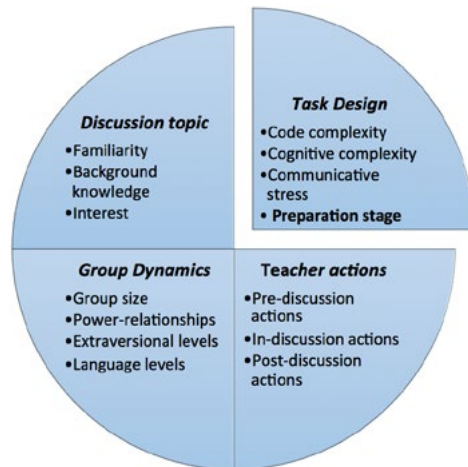 Discussion topic
•Familiarity
•Background
knowledge
•Interest
Task Design
•Code complexity
•Cognitive complexity
•Communicative
stress
•Preparation stage
Group Dynamics
•Group size
•Power-relationships
•Extraversional levels
•Language levels
Teacher actions
•Pre-discussion
actions
•In-discussion actions
•Post-discussion
actions